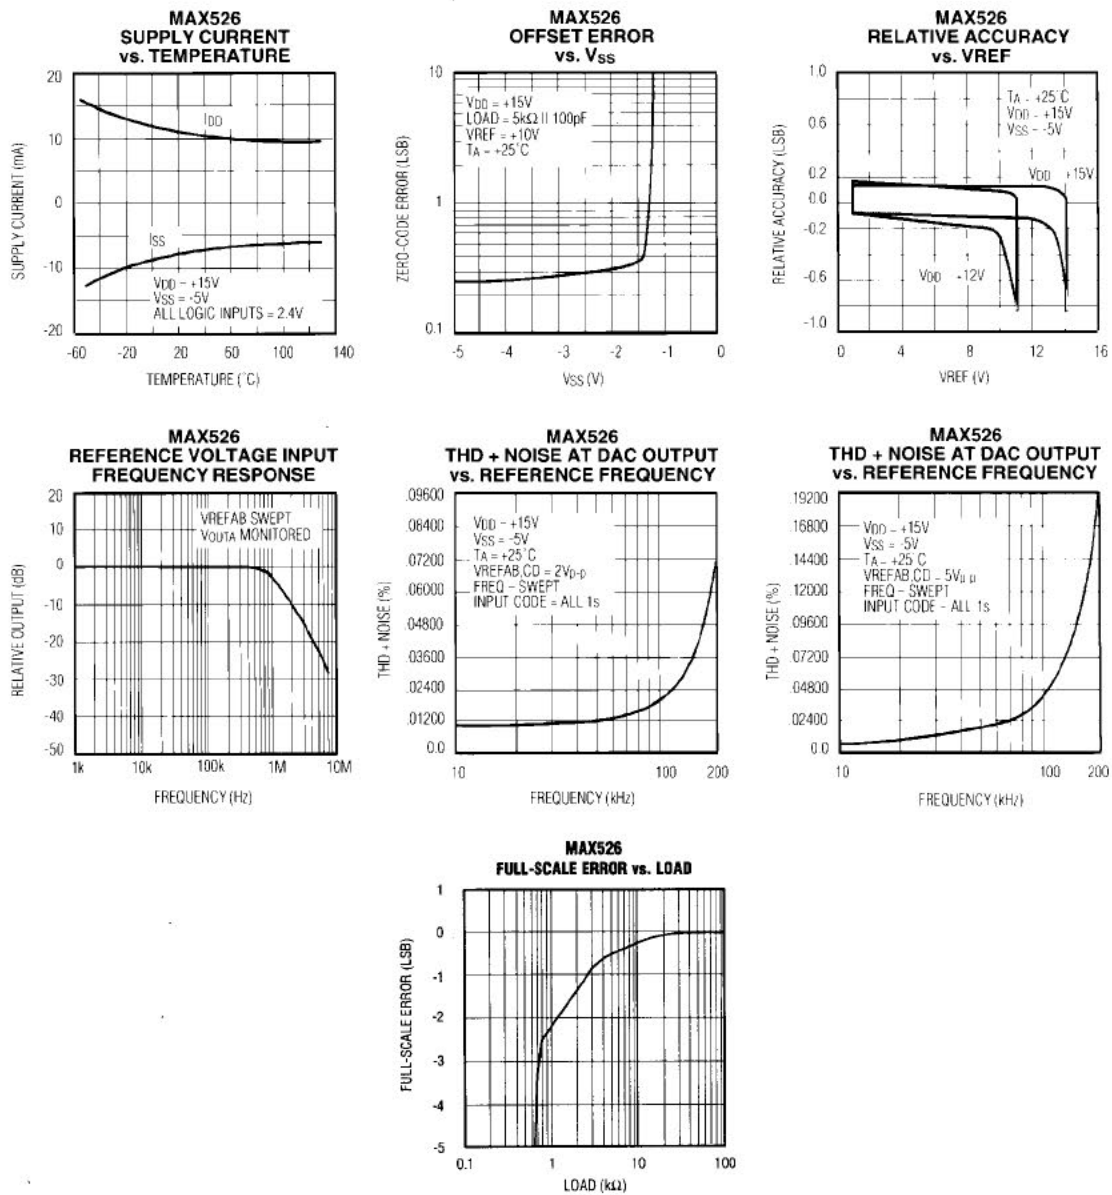 MAX526
SUPPLY CURRENT
vs. TEMPERATURE
20
10
0
-10
-20
SUPPLY CURRENT (mA)
IDD
ISS
VDD = +15V
VSS = -5V
ALL LOGIC INPUTS = 2.4V
-60 -20 20 60 100 140
TEMPERATURE (°C)
MAX526
OFFSET ERROR
vs. VSS
10
1
0.1
ZERO-CODE ERROR (LSB)
VDD = +15V
LOAD = 5kΩ II 100pF
VREF = +10V
TA = +25°C
-5 -4 -3 -2 -1 0
VSS (V)
MAX526
RELATIVE ACCURACY
vs. VREF
1.0
0.6
0.2
0.0
-0.2
-0.6
-1.0
RELATIVE ACCURACY (LSB)
TA = +25°C
VDD = +15V
VSS = -5V
VDD +15V
VDD +12V
0 4 8 12 16
VREF (V)
MAX526
REFERENCE VOLTAGE INPUT
FREQUENCY RESPONSE
20
10
0
-10
-20
-30
-40
-50
RELATIVE OUTPUT (dB)
VREFAB SWEPT
VOUTA MONITORED
1k 10k 100k 1M 10M
FREQUENCY (Hz)
MAX526
THD + NOISE AT DAC OUTPUT
vs. REFERENCE FREQUENCY
.09600
.08400
.07200
.06000
.04800
.03600
.02400
.01200
0.0
THD + NOISE (%)
VDD = +15V
VSS = -5V
TA = +25°C
VREFAB,CD = 2Vp-p
FREQ = SWEPT
INPUT CODE = ALL 1s
10 100 200
FREQUENCY (kHz)
MAX526
THD + NOISE AT DAC OUTPUT
vs. REFERENCE FREQUENCY
.19200
.16800
.14400
.12000
.09600
.07200
.04800
.02400
0.0
THD + NOISE (%)
VDD = +15V
VSS = -5V
TA = +25°C
VREFAB,CD = 5Vp-p
FREQ = SWEPT
INPUT CODE = ALL 1s
10 100 200
FREQUENCY (kHz)
MAX526
FULL-SCALE ERROR vs. LOAD
1
0
-1
-2
-3
-4
-5
FULL-SCALE ERROR (LSB)
0.1 1 10 100
LOAD (kΩ)